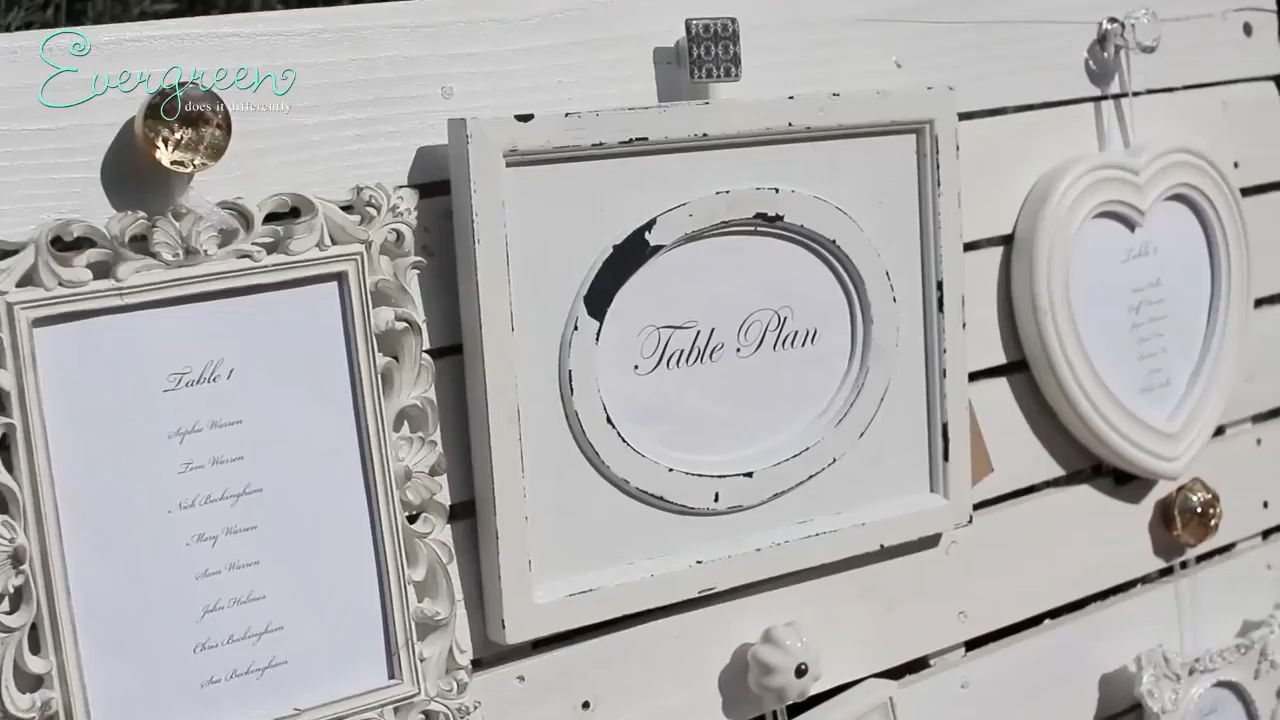 Evergreen
does it differently
Table 1
Sophie Warren
Tom Warren
Nick Beckingham
Mary Warren
Sam Warren
John Holmes
Chris Beckingham
Sue Beckingham
Table Plan
Table